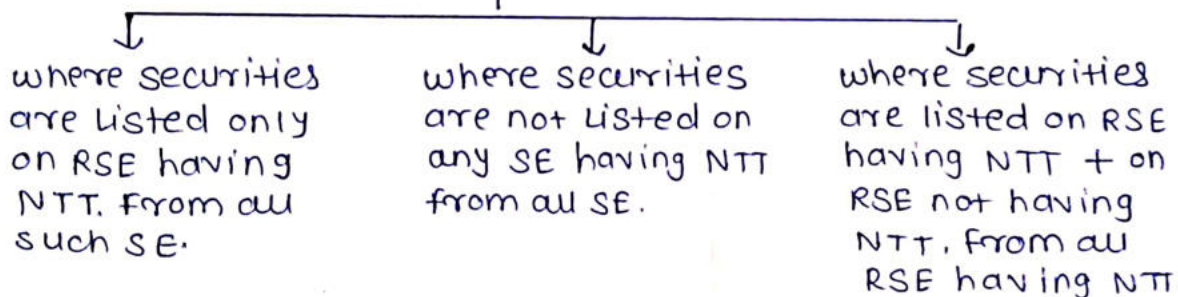 where securities
are listed only
on RSE having
NTT. From all
such SE.
where securities
are not listed on
any SE having NTT
from all SE.
where securities
are listed on RSE
having NTT + on
RSE not having
NTT. From all
RSE having NTT